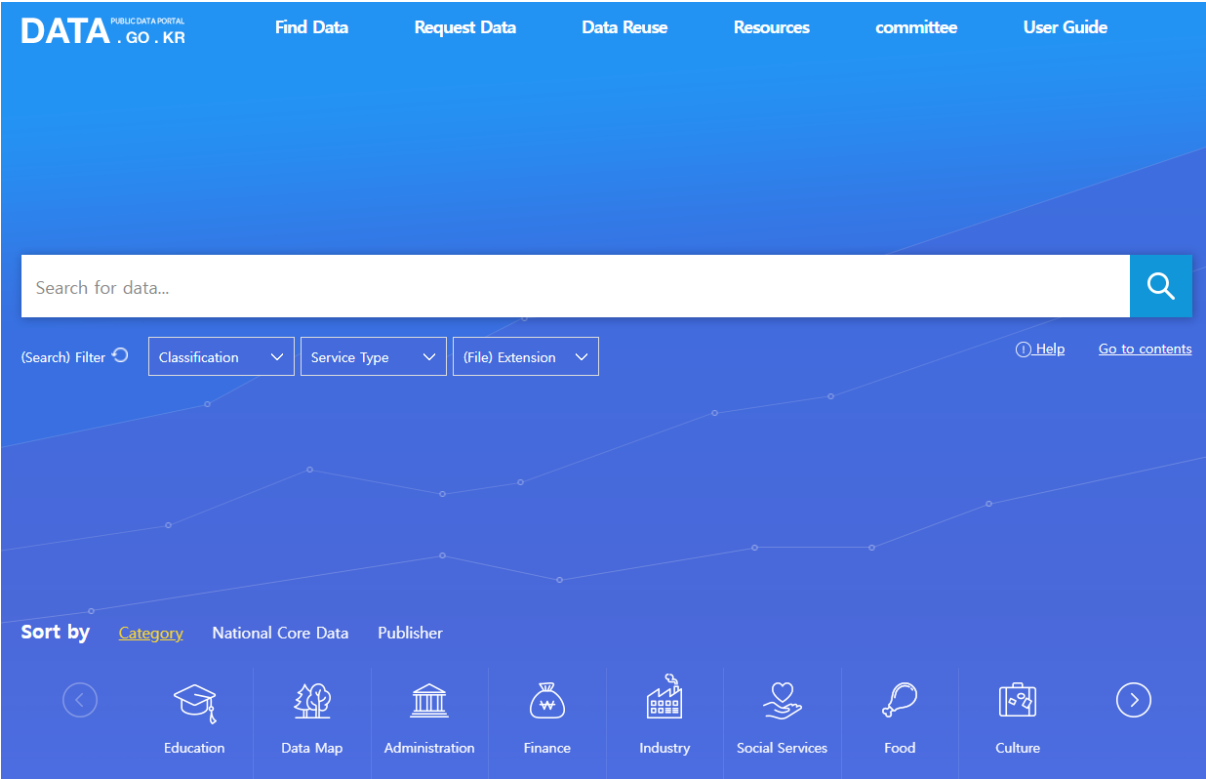 DATA PUBLIC DATA PORTAL . GO . KR
Find Data Request Data Data Reuse Resources committee User Guide
Search for data...
(Search) Filter Classification Service Type (File) Extension Help Go to contents
Sort by Category National Core Data Publisher
Education Data Map Administration Finance Industry Social Services Food Culture